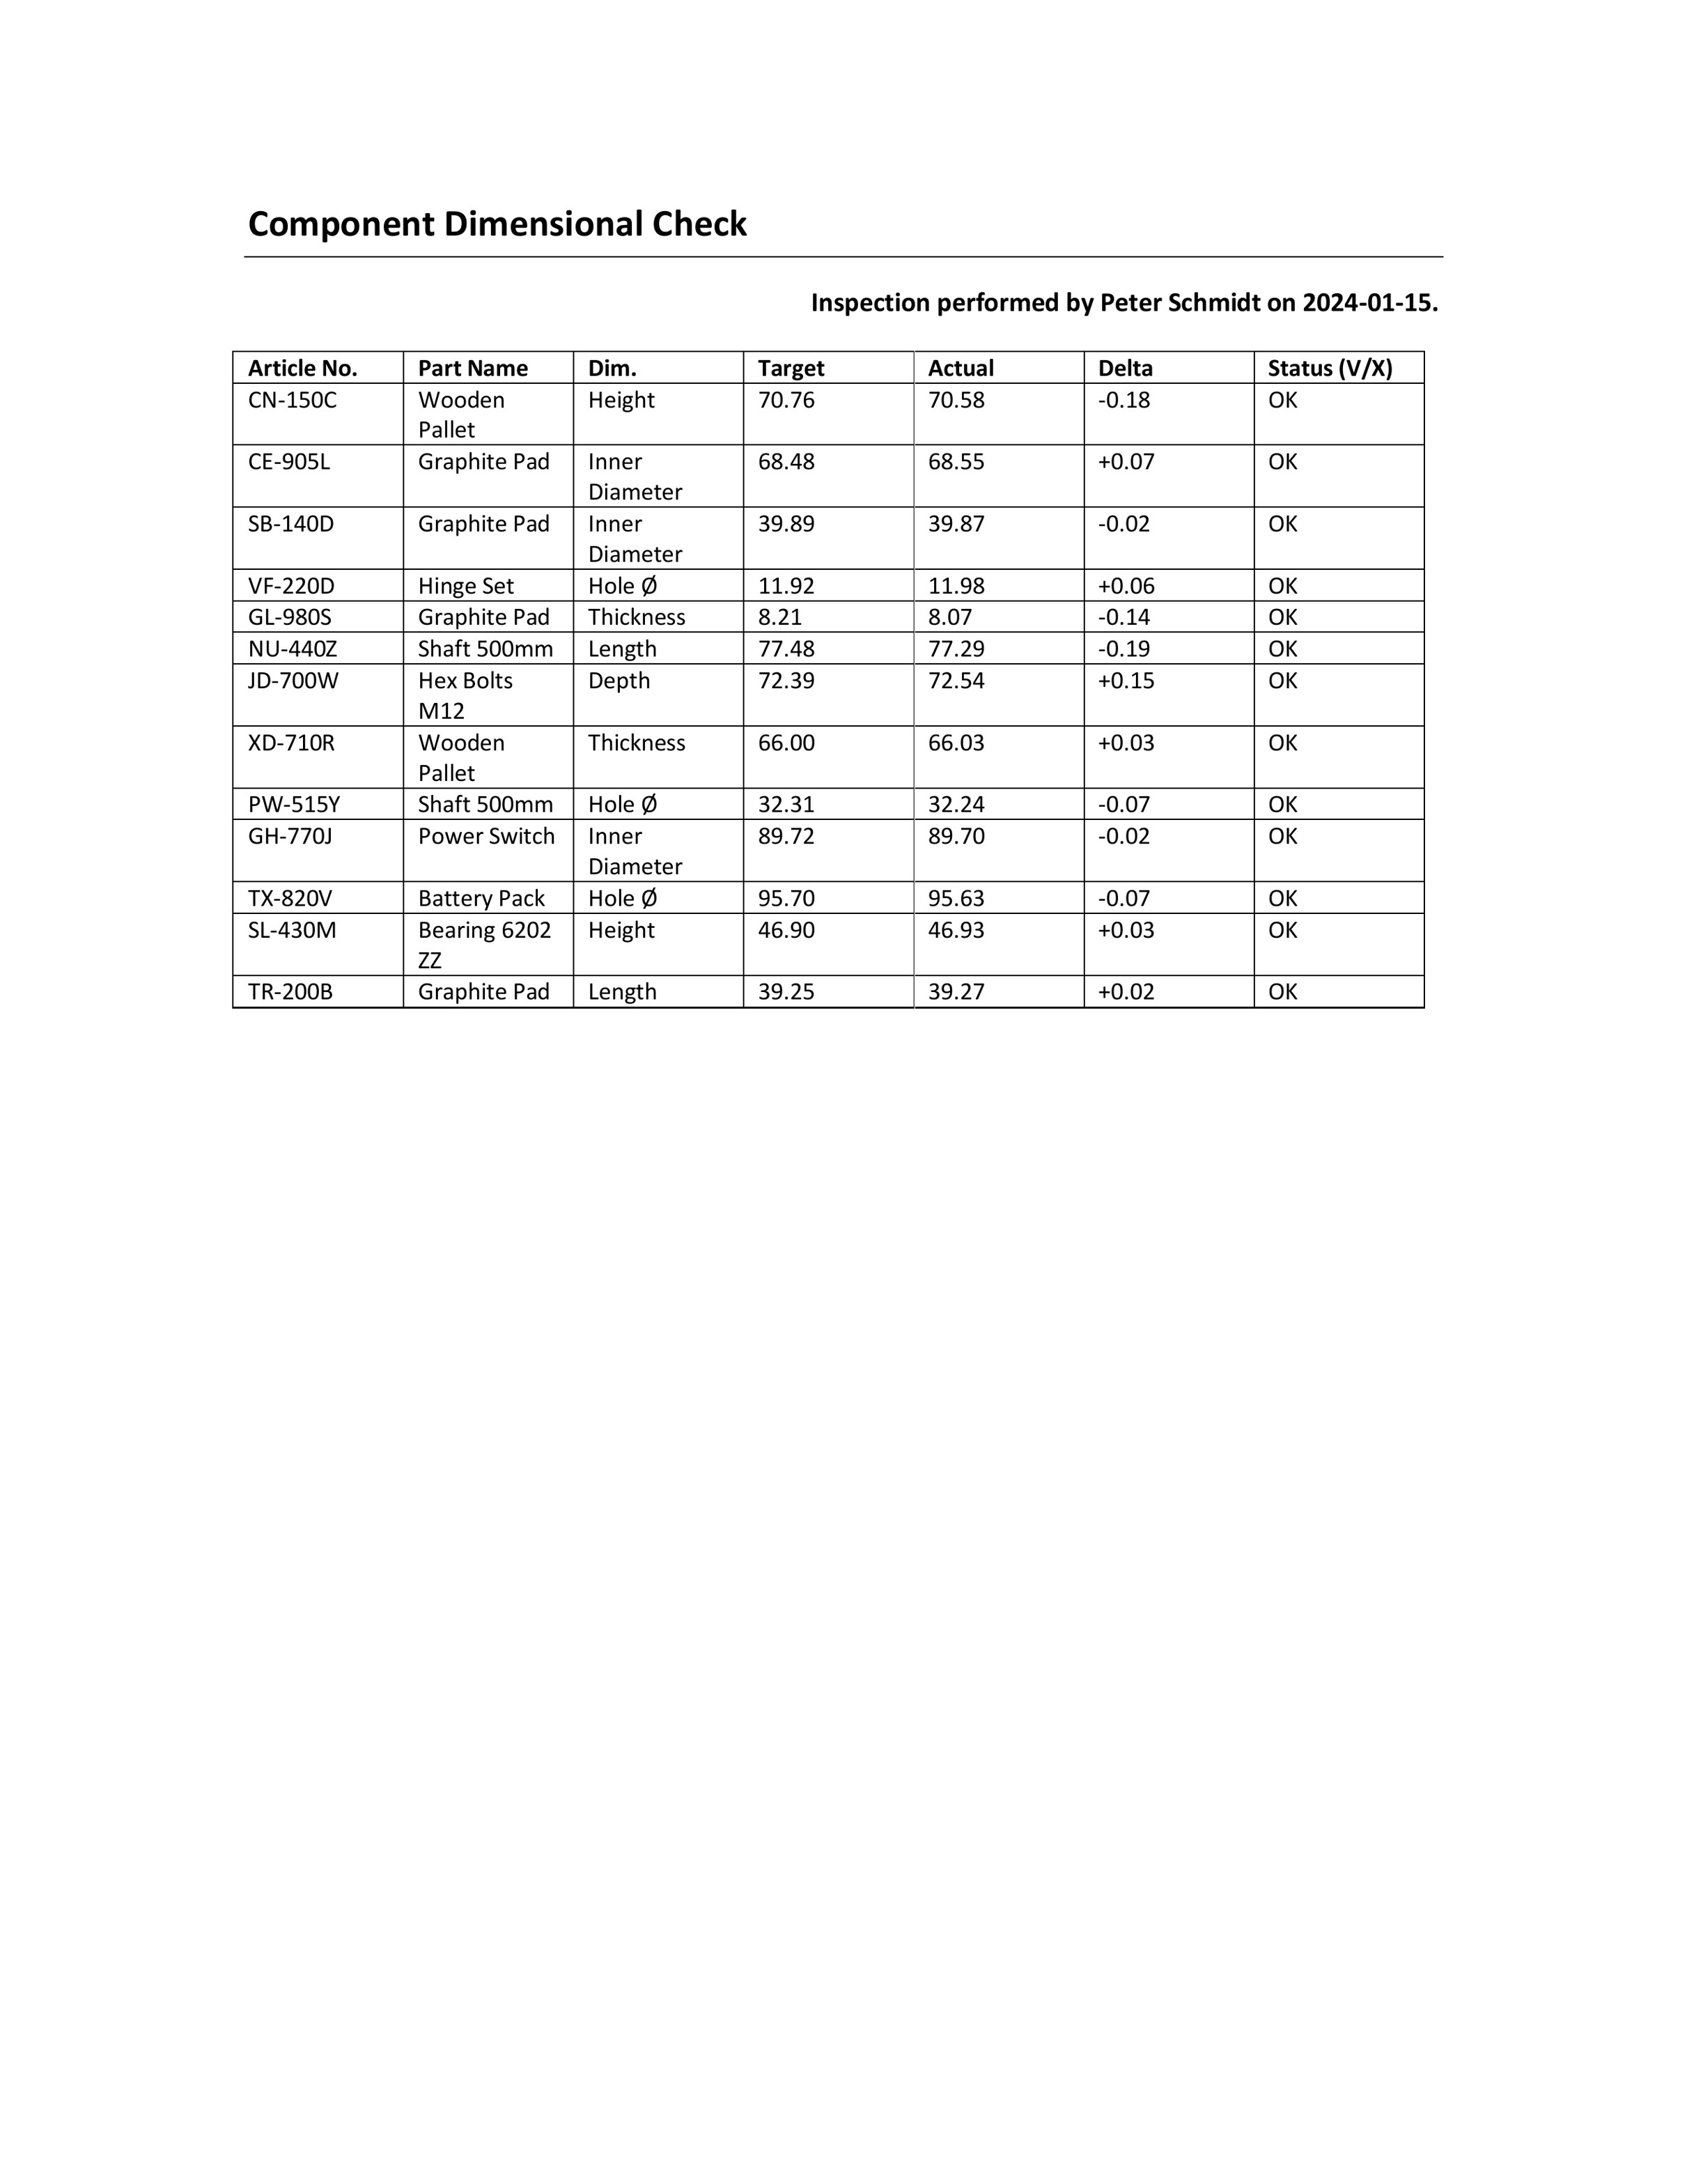 Component Dimensional Check
Inspection performed by Peter Schmidt on 2024-01-15.
Article No. Part Name Dim. Target Actual Delta Status (V/X)
CN-150C Wooden Height 70.76 70.58 -0.18 OK
Pallet
CE-905L Graphite Pad Inner 68.48 68.55 +0.07 OK
Diameter
SB-140D Graphite Pad Inner 39.89 39.87 -0.02 OK
Diameter
VF-220D Hinge Set Hole Ø 11.92 11.98 +0.06 OK
GL-980S Graphite Pad Thickness 8.21 8.07 -0.14 OK
NU-440Z Shaft 500mm Length 77.48 77.29 -0.19 OK
JD-700W Hex Bolts Depth 72.39 72.54 +0.15 OK
M12
XD-710R Wooden Thickness 66.00 66.03 +0.03 OK
Pallet
PW-515Y Shaft 500mm Hole Ø 32.31 32.24 -0.07 OK
GH-770J Power Switch Inner 89.72 89.70 -0.02 OK
Diameter
TX-820V Battery Pack Hole Ø 95.70 95.63 -0.07 OK
SL-430M Bearing 6202 Height 46.90 46.93 +0.03 OK
ZZ
TR-200B Graphite Pad Length 39.25 39.27 +0.02 OK